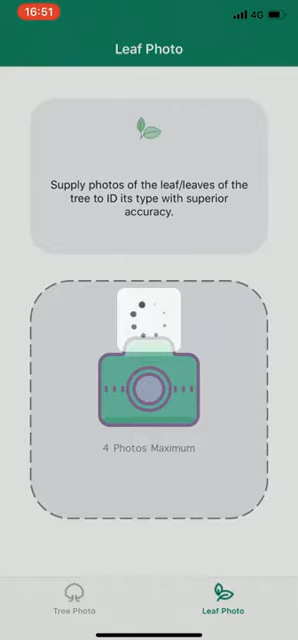 16:51
4G
Leaf Photo
Supply photos of the leaf/leaves of the
tree to ID its type with superior
accuracy.
4 Photos Maximum
Tree Photo
Leaf Photo